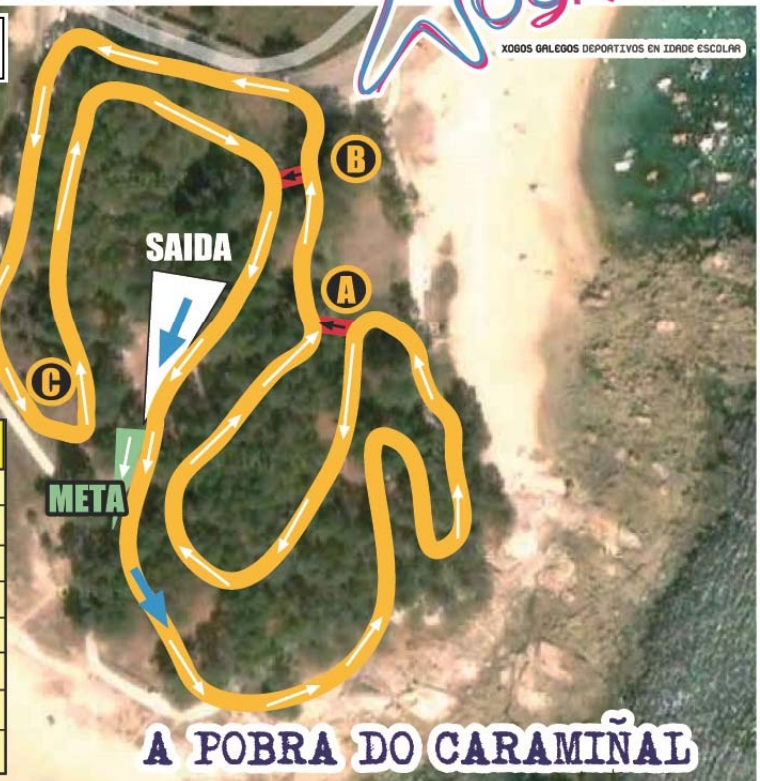 XOGOS GALEGOS DEPORTIVOS EN IDADE ESCOLAR
B
SAIDA
A
C
META
A POBRA DO CARAMIÑAL